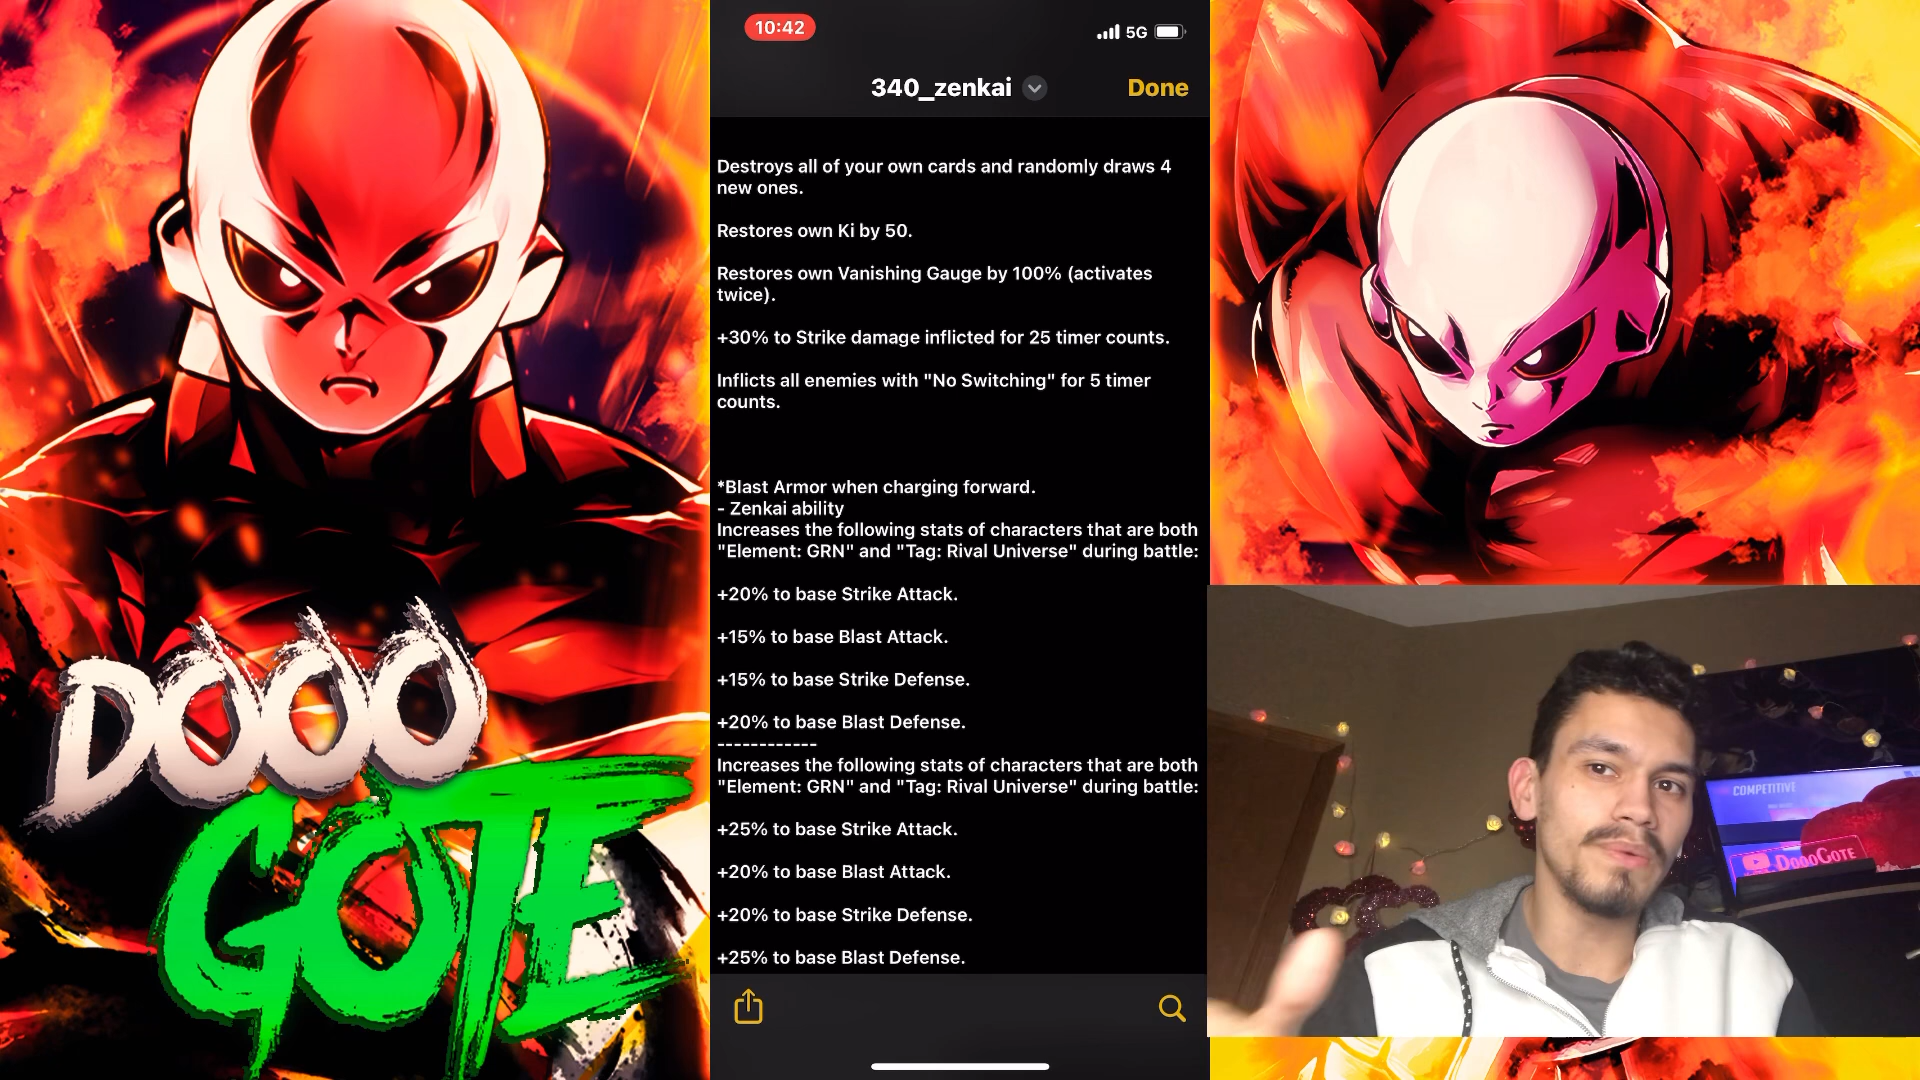 10:42
5G
340_zenkai
Done
Destroys all of your own cards and randomly draws 4
new ones.
Restores own Ki by 50.
Restores own Vanishing Gauge by 100% (activates
twice).
+30% to Strike damage inflicted for 25 timer counts.
Inflicts all enemies with "No Switching" for 5 timer
counts.
*Blast Armor when charging forward.
- Zenkai ability
Increases the following stats of characters that are both
"Element: GRN" and "Tag: Rival Universe" during battle:
+20% to base Strike Attack.
+15% to base Blast Attack.
+15% to base Strike Defense.
+20% to base Blast Defense.
------------
Increases the following stats of characters that are both
"Element: GRN" and "Tag: Rival Universe" during battle:
+25% to base Strike Attack.
+20% to base Blast Attack.
+20% to base Strike Defense.
+25% to base Blast Defense.
DOOO
GOTE
COMPETITIVE
DoooGote